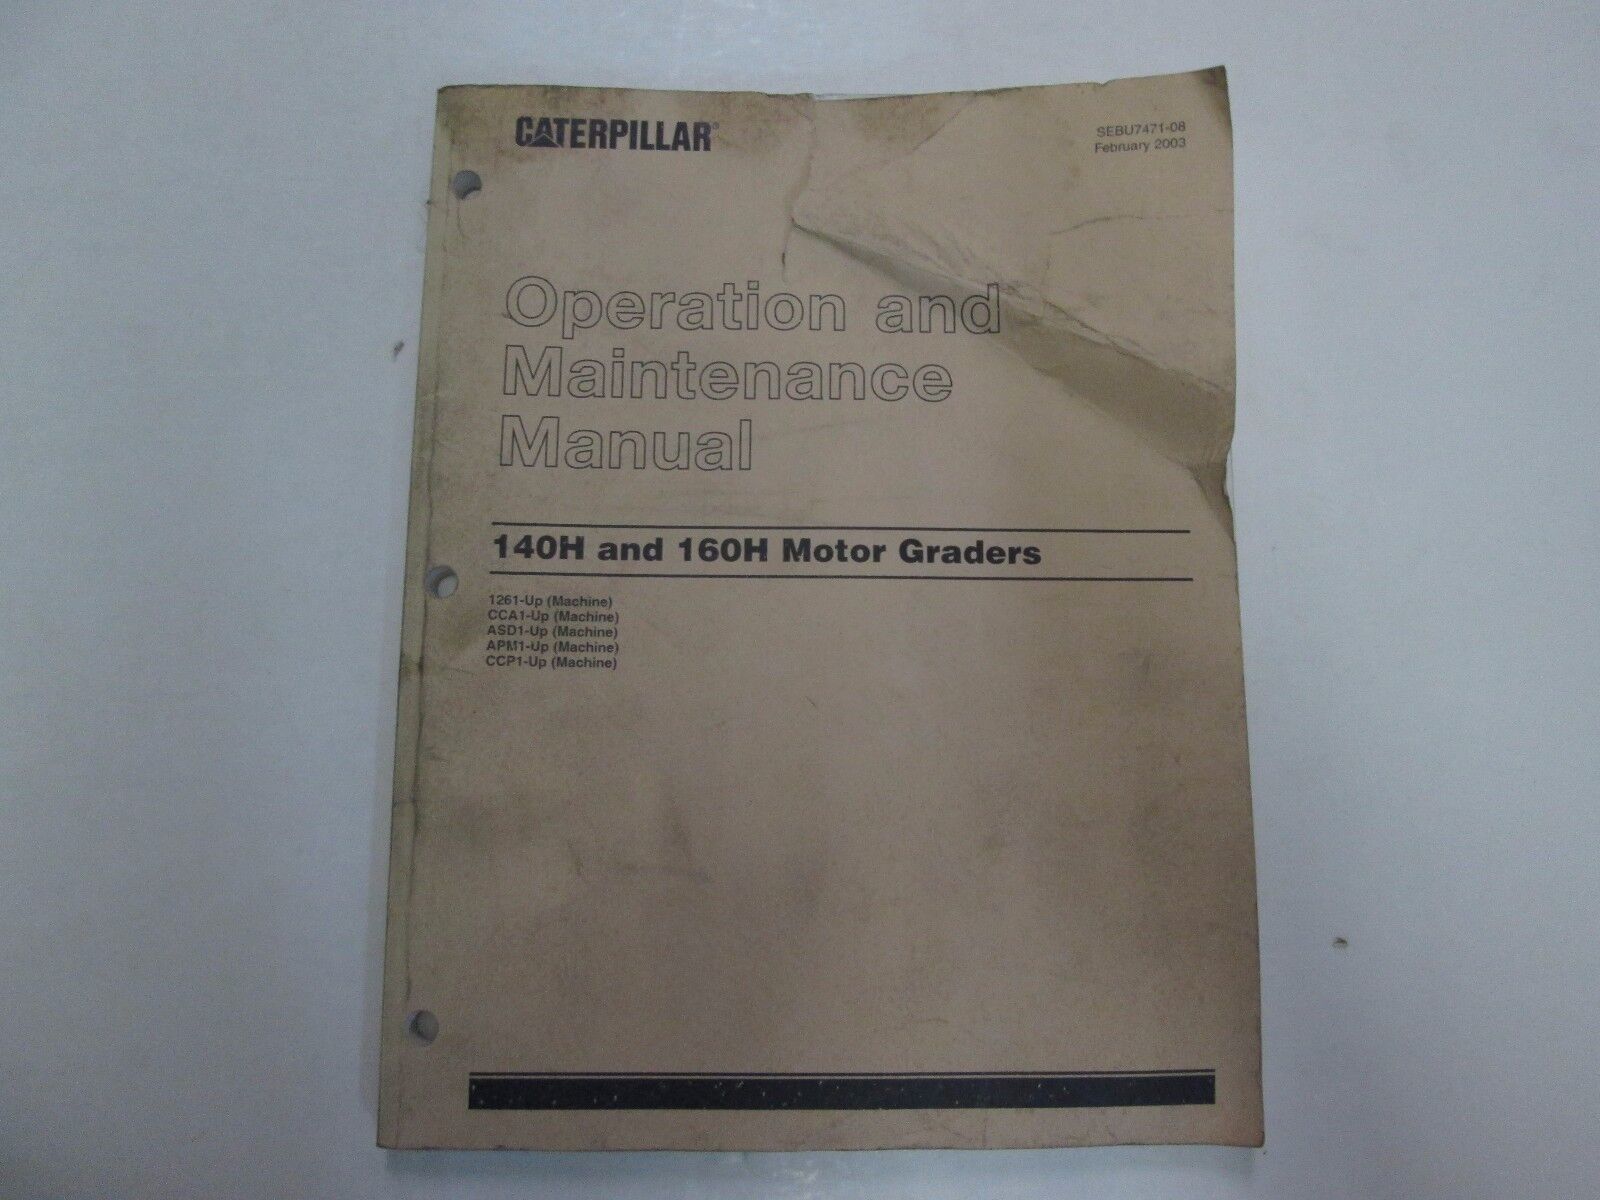 CATERPILLAR®
SEBU7471-08
February 2003
Operation and
Maintenance
Manual
140H and 160H Motor Graders
1261-Up (Machine)
CCA1-Up (Machine)
ASD1-Up (Machine)
APM1-Up (Machine)
CCP1-Up (Machine)